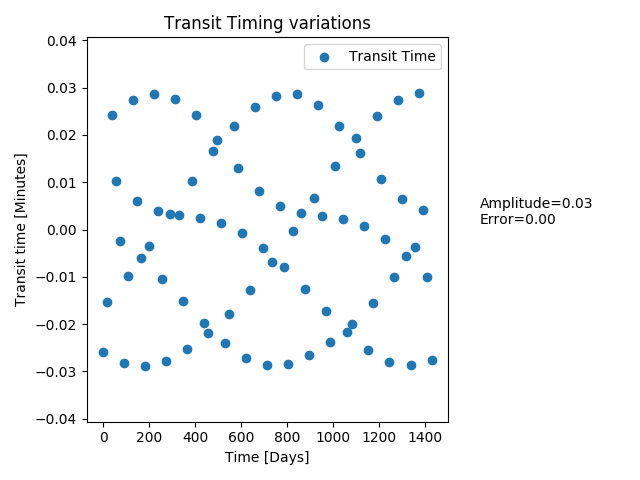 Transit Timing variations
Transit Time
0.04
0.03
0.02
0.01
0.00
−0.01
−0.02
−0.03
−0.04
Transit time [Minutes]
Amplitude=0.03
Error=0.00
0 200 400 600 800 1000 1200 1400
Time [Days]